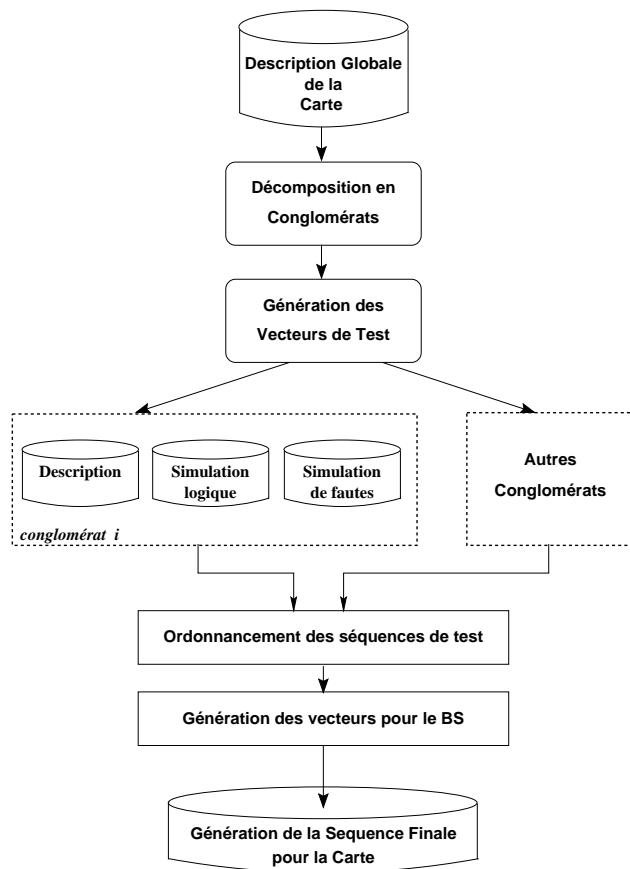 Description Globale
de la
Carte
Décomposition en
Conglomérats
Génération des
Vecteurs de Test
Description
Simulation
logique
Simulation
de fautes
conglomérat i
Autres
Conglomérats
Ordonnancement des séquences de test
Génération des vecteurs pour le BS
Génération de la Sequence Finale
pour la Carte